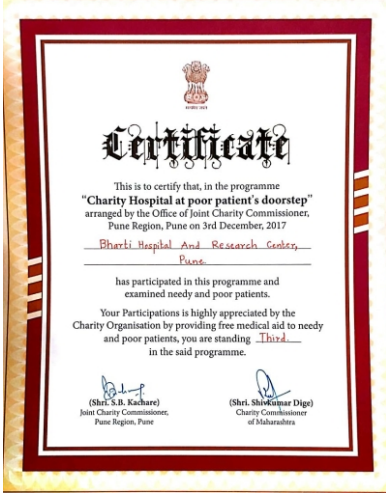 Certificate
This is to certify that, in the programme
"Charity Hospital at poor patient's doorstep"
arranged by the Office of Joint Charity Commissioner,
Pune Region, Pune on 3rd December, 2017
Bharti Hospital And Research Center,
Pune.
has participated in this programme and
examined needy and poor patients.
Your Participations is highly appreciated by the
Charity Organisation by providing free medical aid to needy
and poor patients, you are standing Third.
in the said programme.
(Shri. S.B. Kachare)
Joint Charity Commissioner,
Pune Region, Pune
(Shri. Shivkumar Dige)
Charity Commissioner
of Maharashtra